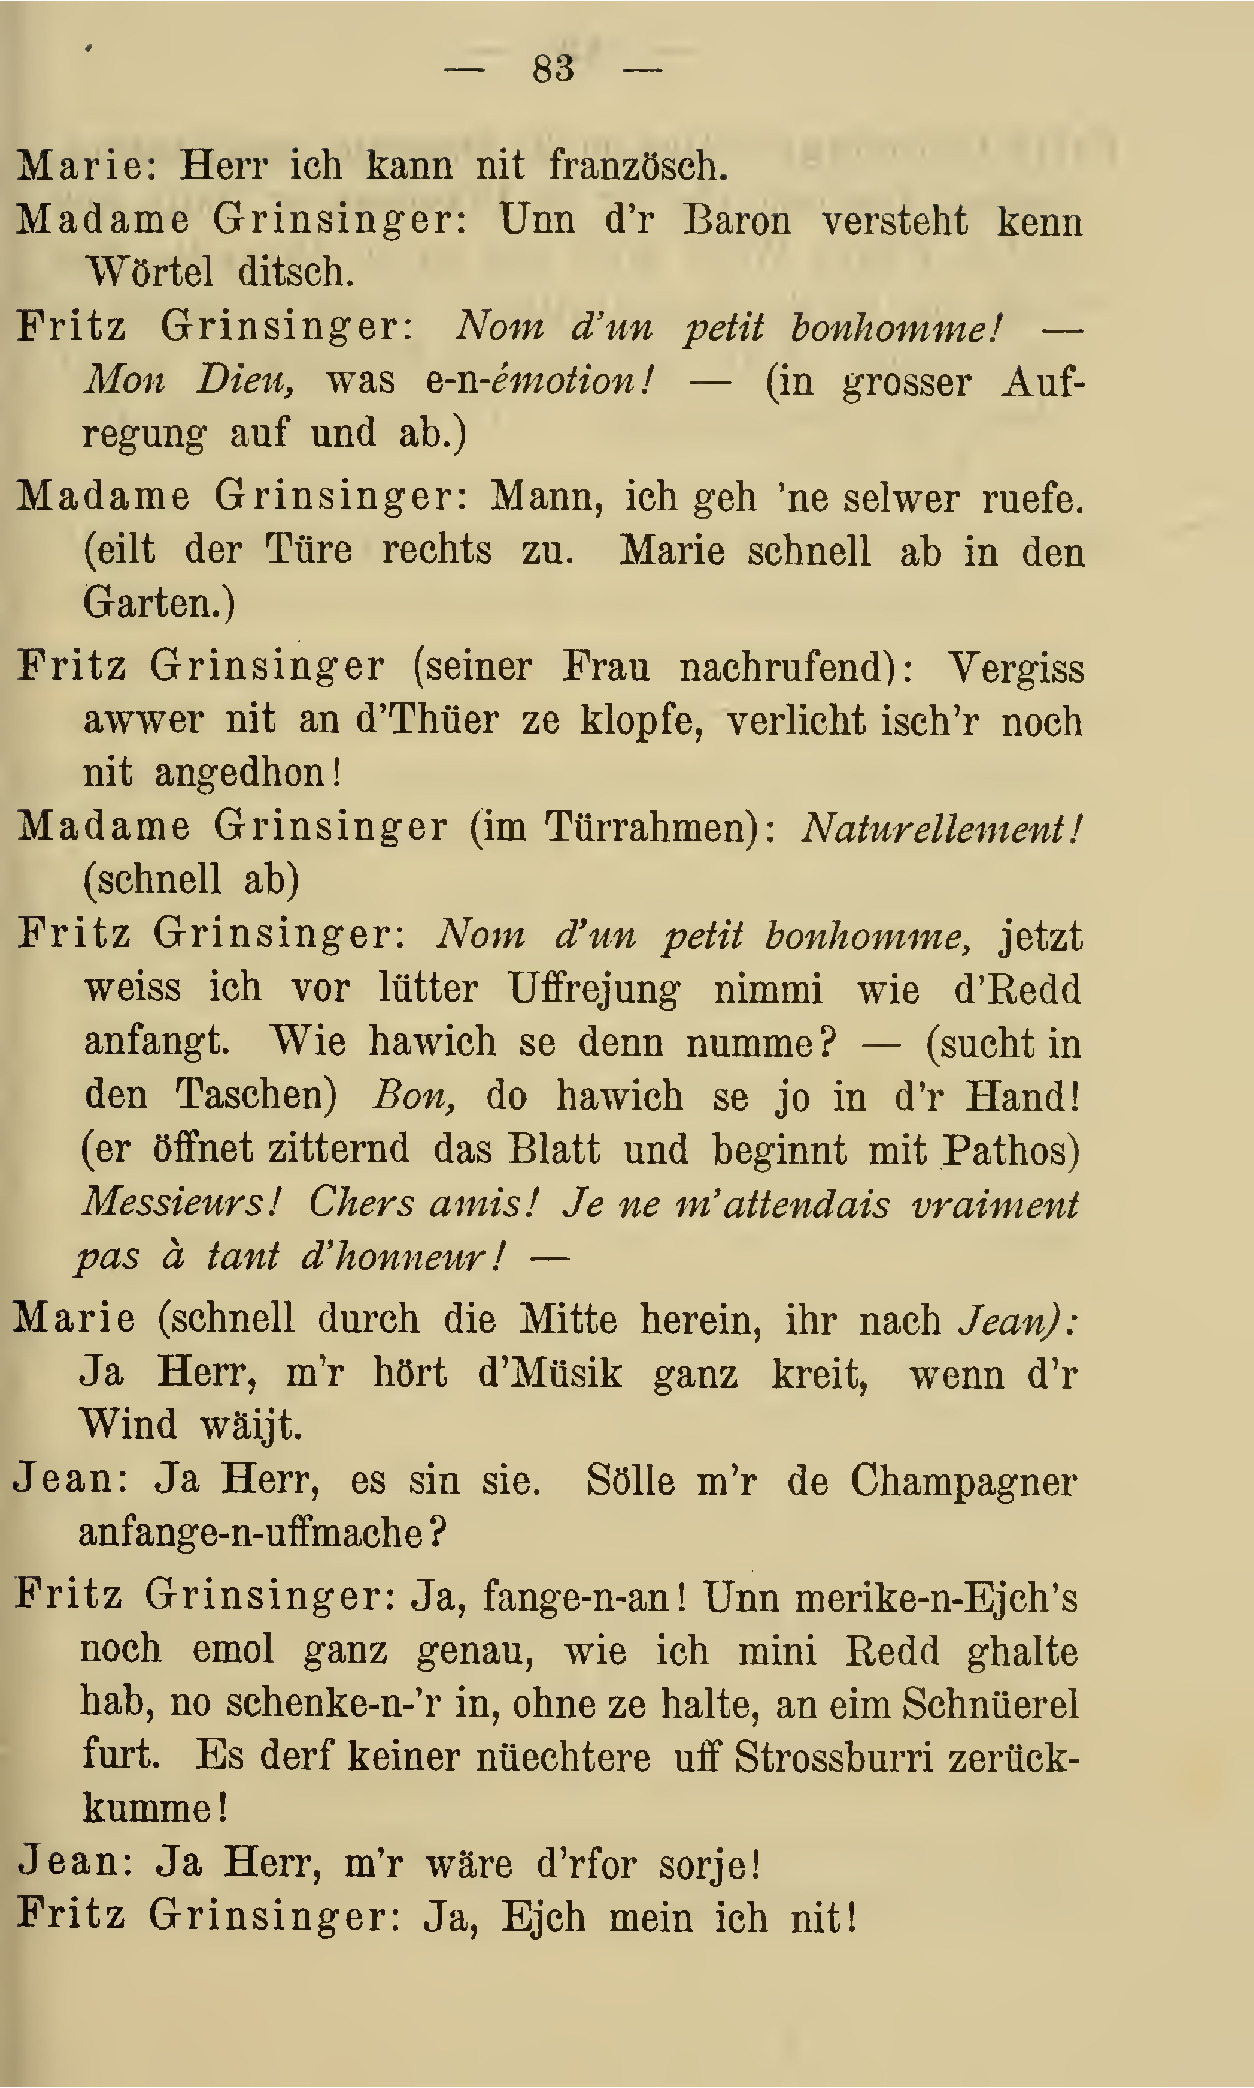 — 83 —
Marie: Herr ich kann nit französch.
Madame Grinsinger: Unn d'r Baron versteht kenn
Wörtel ditsch.
Fritz Grinsinger: Nom d'un petit bonhomme! —
Mon Dieu, was e-n-émotion! — (in grosser Auf-
regung auf und ab.)
Madame Grinsinger: Mann, ich geh 'ne selwer ruefe.
(eilt der Türe rechts zu. Marie schnell ab in den
Garten.)
Fritz Grinsinger (seiner Frau nachrufend): Vergiss
awwer nit an d'Thüer ze klopfe, verlicht isch'r noch
nit angedhon!
Madame Grinsinger (im Türrahmen): Naturellement!
(schnell ab)
Fritz Grinsinger: Nom d'un petit bonhomme, jetzt
weiss ich vor lütter Uffrejung nimmi wie d'Redd
anfangt. Wie hawich se denn numme? — (sucht in
den Taschen) Bon, do hawich se jo in d'r Hand!
(er öffnet zitternd das Blatt und beginnt mit Pathos)
Messieurs! Chers amis! Je ne m'attendais vraiment
pas à tant d'honneur! —
Marie (schnell durch die Mitte herein, ihr nach Jean):
Ja Herr, m'r hört d'Müsik ganz kreit, wenn d'r
Wind wäijt.
Jean: Ja Herr, es sin sie. Sölle m'r de Champagner
anfange-n-uffmache?
Fritz Grinsinger: Ja, fange-n-an! Unn merike-n-Ejch's
noch emol ganz genau, wie ich mini Redd ghalte
hab, no schenke-n-'r in, ohne ze halte, an eim Schnüerel
furt. Es derf keiner nüechtere uff Strossburri zerück-
kumme!
Jean: Ja Herr, m'r wäre d'rfor sorje!
Fritz Grinsinger: Ja, Ejch mein ich nit!